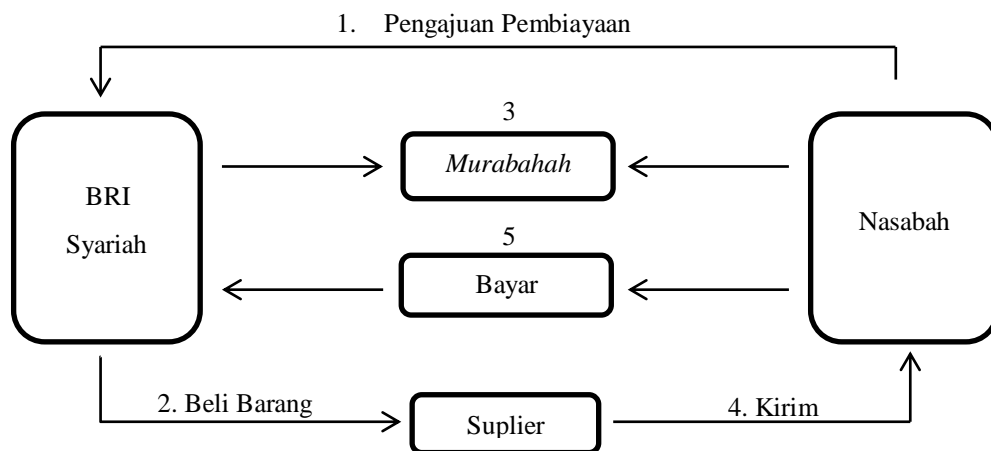 1. Pengajuan Pembiayaan
3
Murabahah
BRI
Syariah
Nasabah
5
Bayar
2. Beli Barang
Suplier
4. Kirim